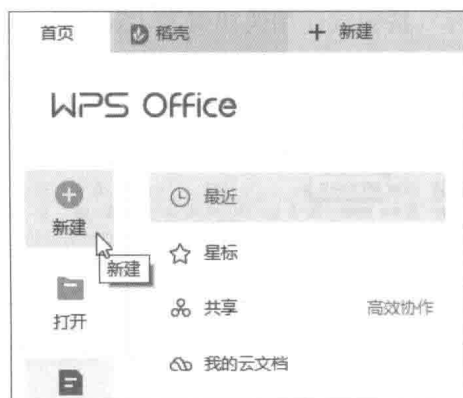 首页 稻壳 + 新建
WPS Office
新建
新建
打开
最近
星标
共享 高效协作
我的云文档